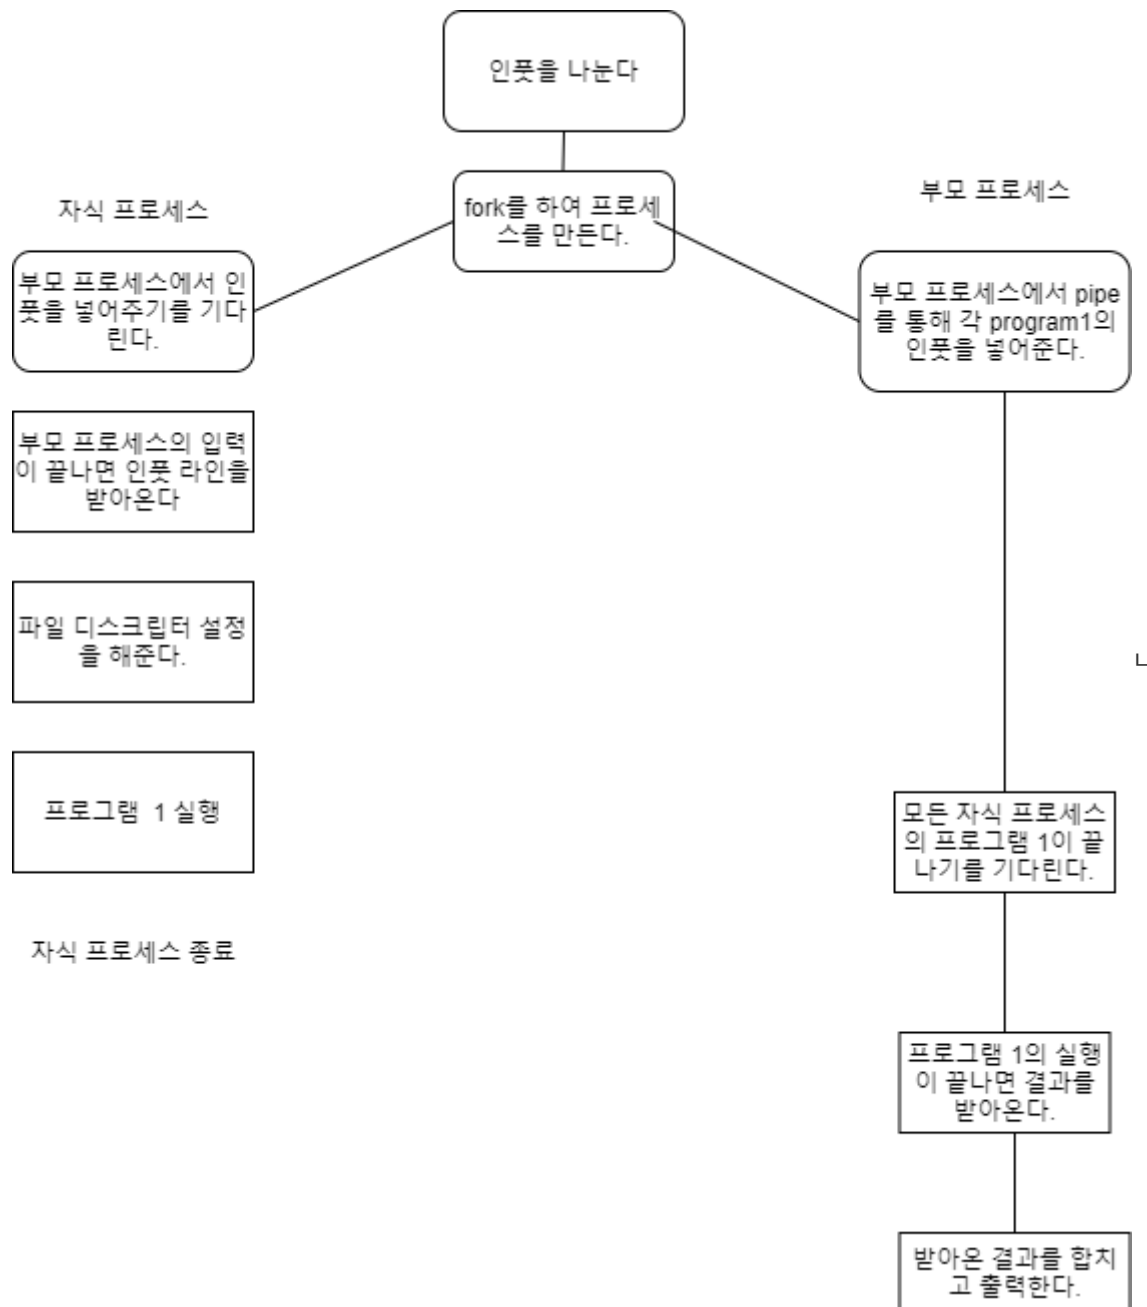 인풋을 나눈다
fork를 하여 프로세
스를 만든다.
자식 프로세스
부모 프로세스에서 인
풋을 넣어주기를 기다
린다.
부모 프로세스의 입력
이 끝나면 인풋 라인을
받아온다
파일 디스크립터 설정
을 해준다.
프로그램 1 실행
자식 프로세스 종료
부모 프로세스
부모 프로세스에서 pipe
를 통해 각 program1의
인풋을 넣어준다.
모든 자식 프로세스
의 프로그램 1이 끝
나기를 기다린다.
프로그램 1의 실행
이 끝나면 결과를
받아온다.
받아온 결과를 합치
고 출력한다.